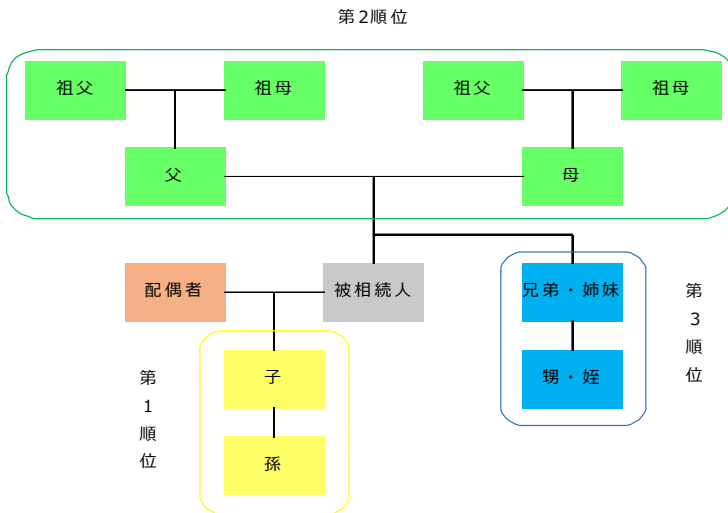 第2順位
祖父
祖母
祖父
祖母
父
母
配偶者
被相続人
兄弟・姉妹
第3順位
子
甥・姪
第1順位
孫